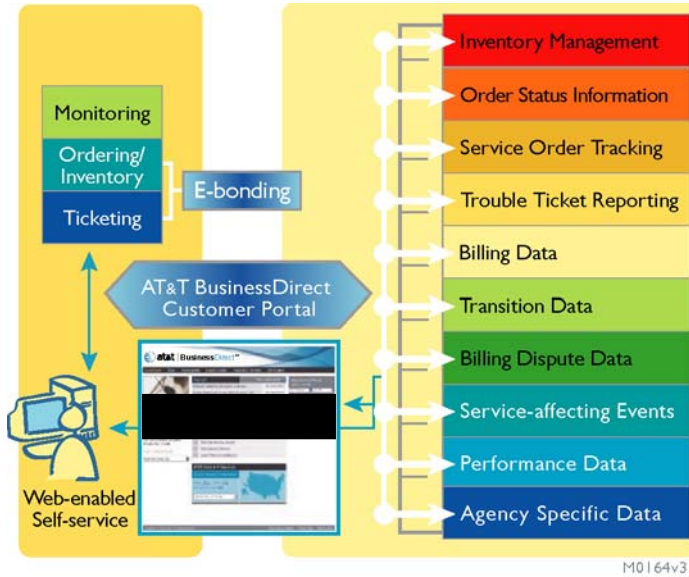 Monitoring
Ordering/
Inventory
Ticketing
E-bonding
AT&T BusinessDirect
Customer Portal
at&t BusinessDirect
Web-enabled
Self-service
Inventory Management
Order Status Information
Service Order Tracking
Trouble Ticket Reporting
Billing Data
Transition Data
Billing Dispute Data
Service-affecting Events
Performance Data
Agency Specific Data
M0164v3